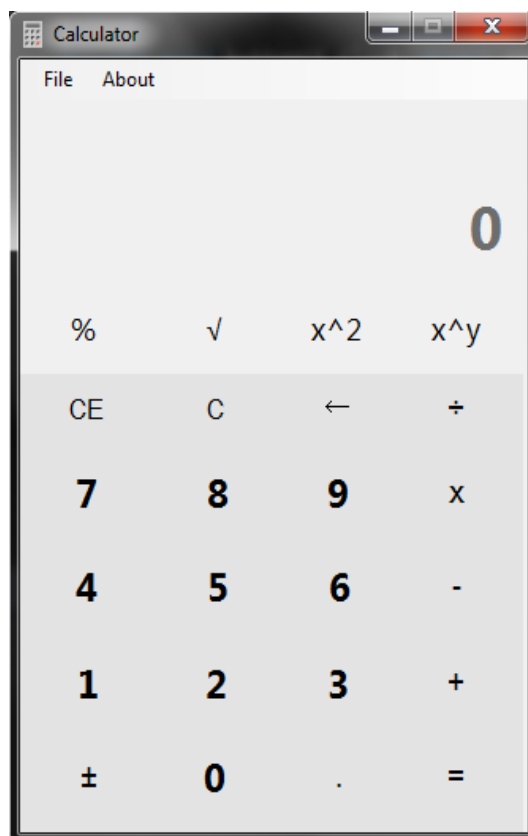 Calculator
File About
0
% √ x^2 x^y
CE C ← ÷
7 8 9 x
4 5 6 -
1 2 3 +
± 0 . =